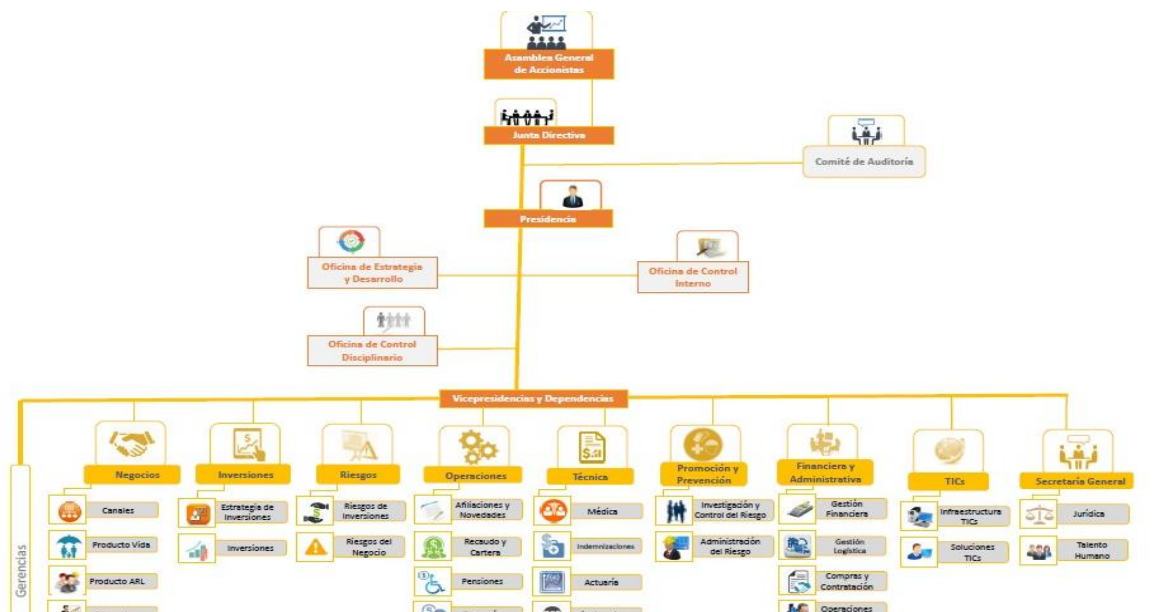 Asamblea General
de Accionistas
Junta Directiva
Comité de Auditoría
Presidencia
Oficina de Estrategia
y Desarrollo
Oficina de Control
Interno
Oficina de Control
Disciplinario
Vicepresidencias y Dependencias
Gerencias
Negocios
Canales
Producto Vida
Producto ARL
Inversiones
Estrategia de
Inversiones
Inversiones
Riesgos
Riesgos de
Inversiones
Riesgos del
Negocio
Operaciones
Afiliaciones y
Novedades
Recaudo y
Cartera
Pensiones
Técnica
Médica
Indemnizaciones
Actuaría
Promoción y
Prevención
Investigación y
Control del Riesgo
Administración
del Riesgo
Financiera y
Administrativa
Gestión
Financiera
Gestión
Logística
Compras y
Contratación
Operaciones
TICs
Infraestructura
TICs
Soluciones
TICs
Secretaría General
Jurídica
Talento
Humano